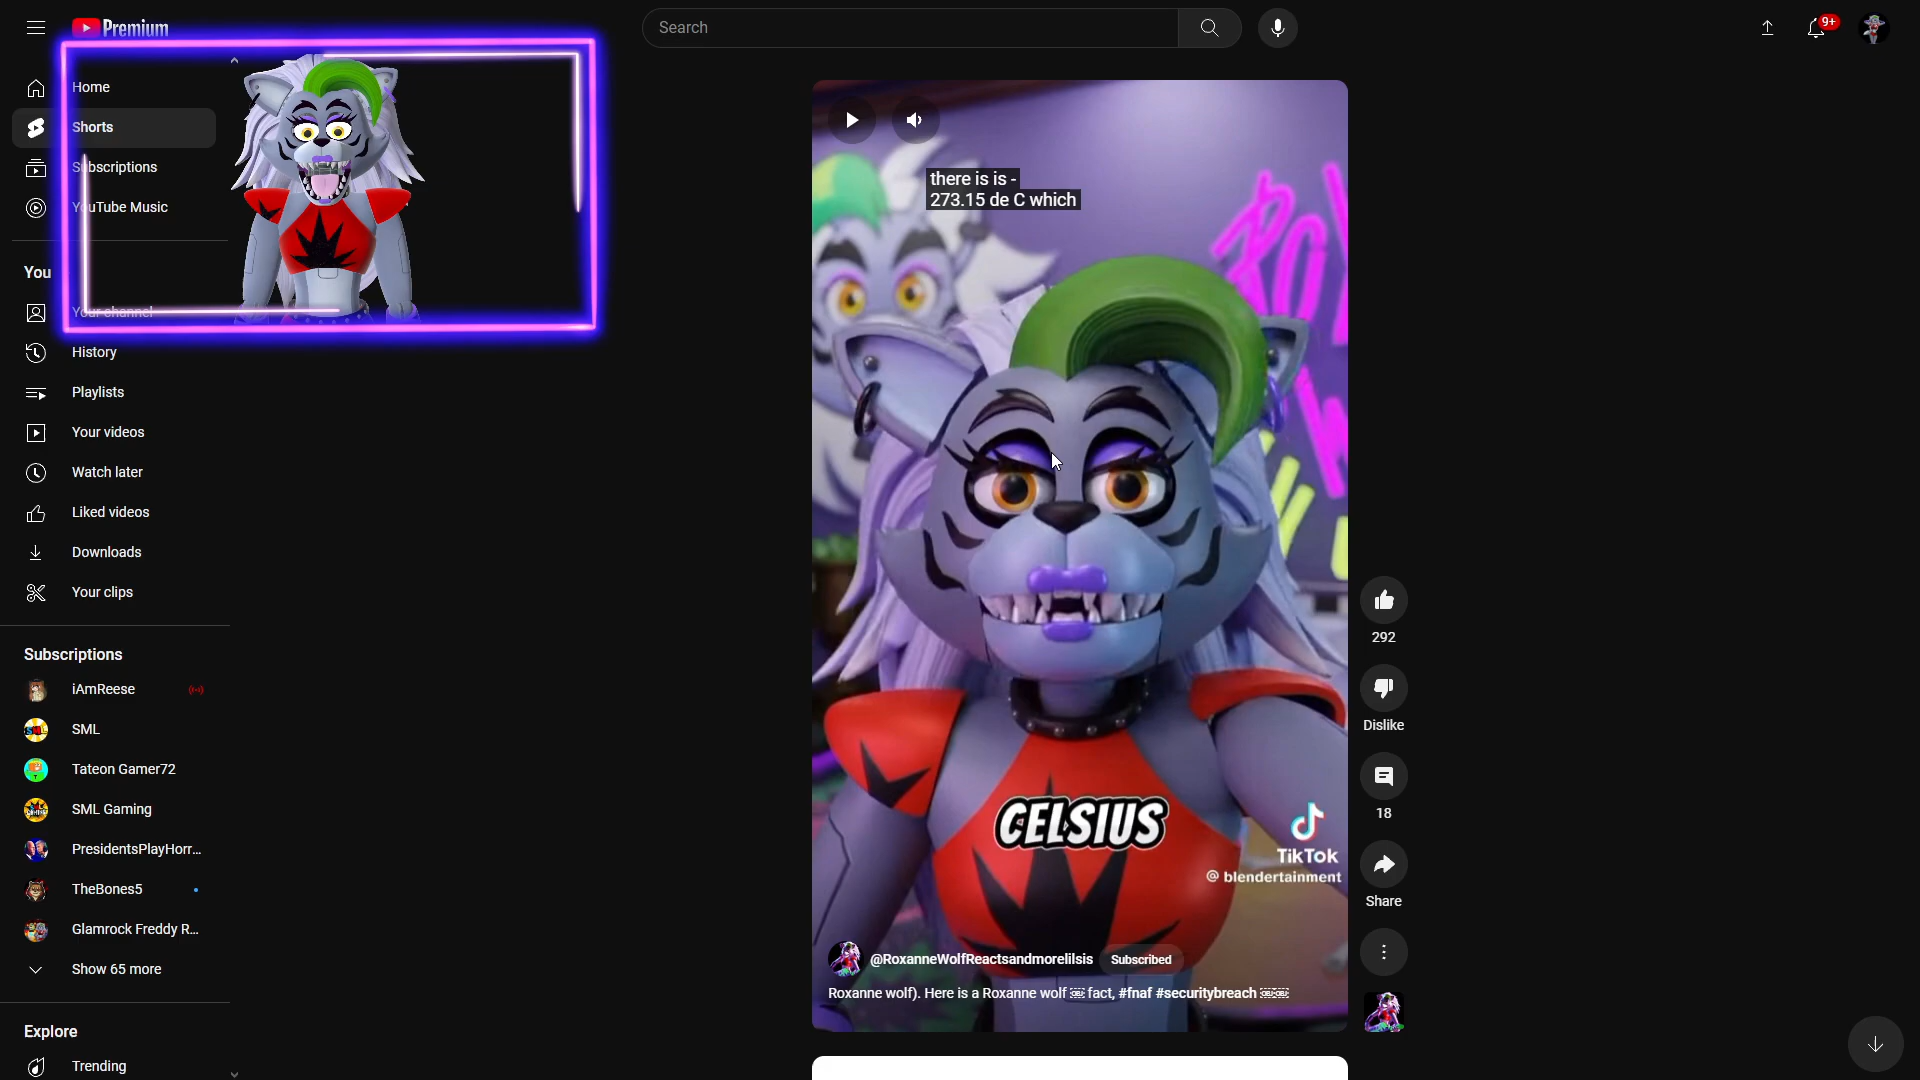 Premium
Search
9+
Home
Shorts
Subscriptions
YouTube Music
You
Your channel
History
Playlists
Your videos
Watch later
Liked videos
Downloads
Your clips
Subscriptions
iAmReese
SML
Tateon Gamer72
SML Gaming
PresidentsPlayHorr...
TheBones5
Glamrock Freddy R...
Show 65 more
Explore
Trending
there is is -
273.15 de C which
CELSIUS
TikTok
@ blendertainment
@RoxanneWolfReactsandmorelilsis
Subscribed
Roxanne wolf). Here is a Roxanne wolf  fact, #fnaf #securitybreach
292
Dislike
18
Share